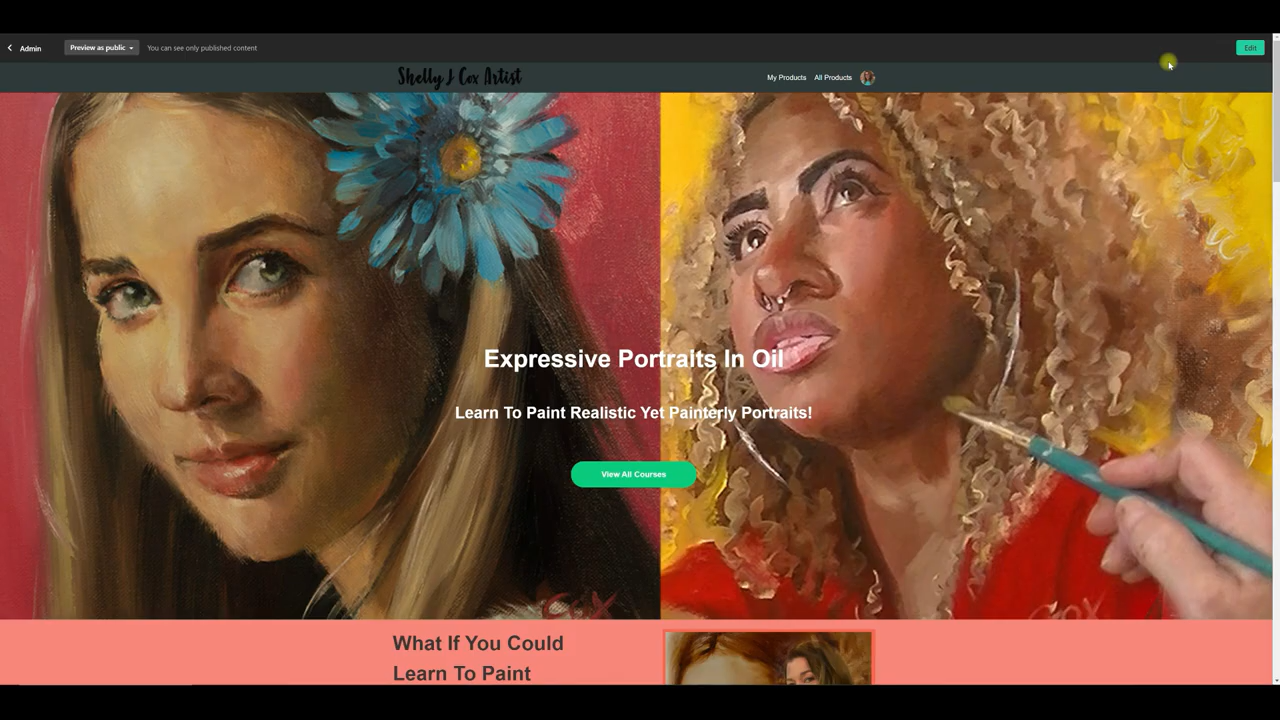 Admin
Preview as public
You can see only published content
Edit
Shelly J Cox Artist
My Products
All Products
Expressive Portraits In Oil
Learn To Paint Realistic Yet Painterly Portraits!
View All Courses
Cox
Cox
What If You Could
Learn To Paint